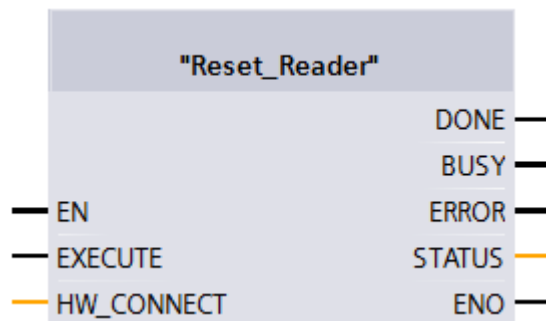 "Reset_Reader"
DONE
BUSY
EN ERROR
EXECUTE STATUS
HW_CONNECT ENO